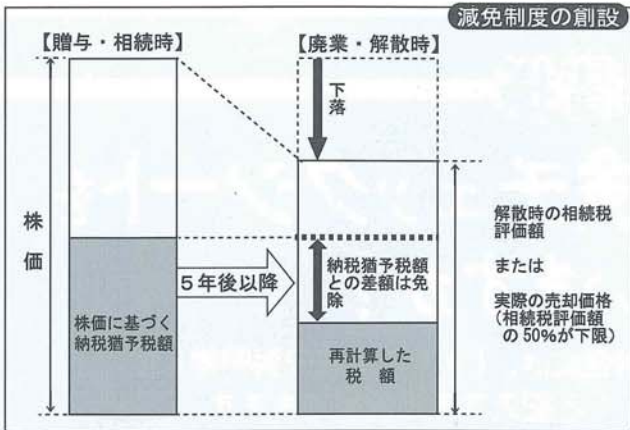 減免制度の創設
【贈与・相続時】
【廃業・解散時】
株価
下落
5年後以降
納税猶予税額
との差額は免
除
株価に基づく
納税猶予税額
再計算した
税 額
解散時の相続税
評価額
または
実際の売却価格
(相続税評価額
の50%が下限)